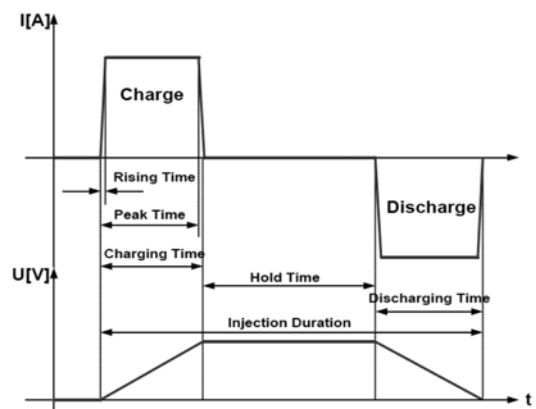 I[A]
Charge
Rising Time
Peak Time
Discharge
Charging Time
U[V]
Hold Time
Discharging Time
Injection Duration
t